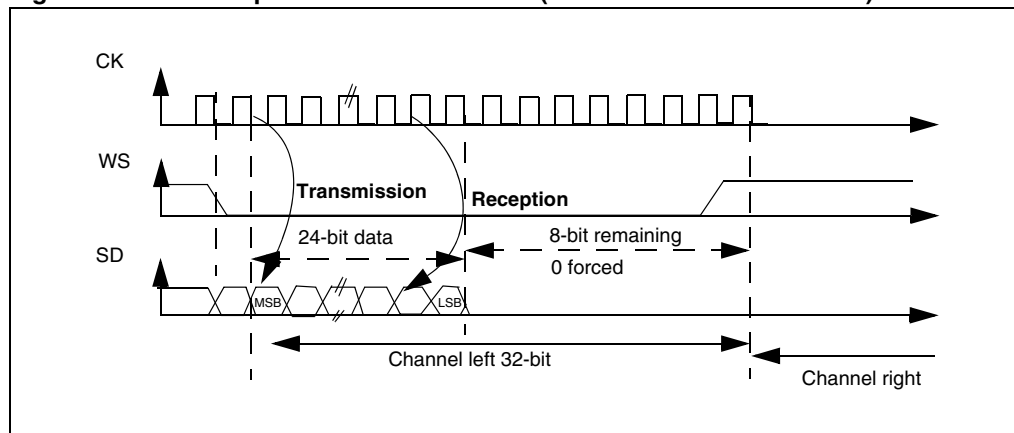 CK
WS
Transmission
Reception
24-bit data
8-bit remaining
0 forced
SD
MSB
LSB
Channel left 32-bit
Channel right